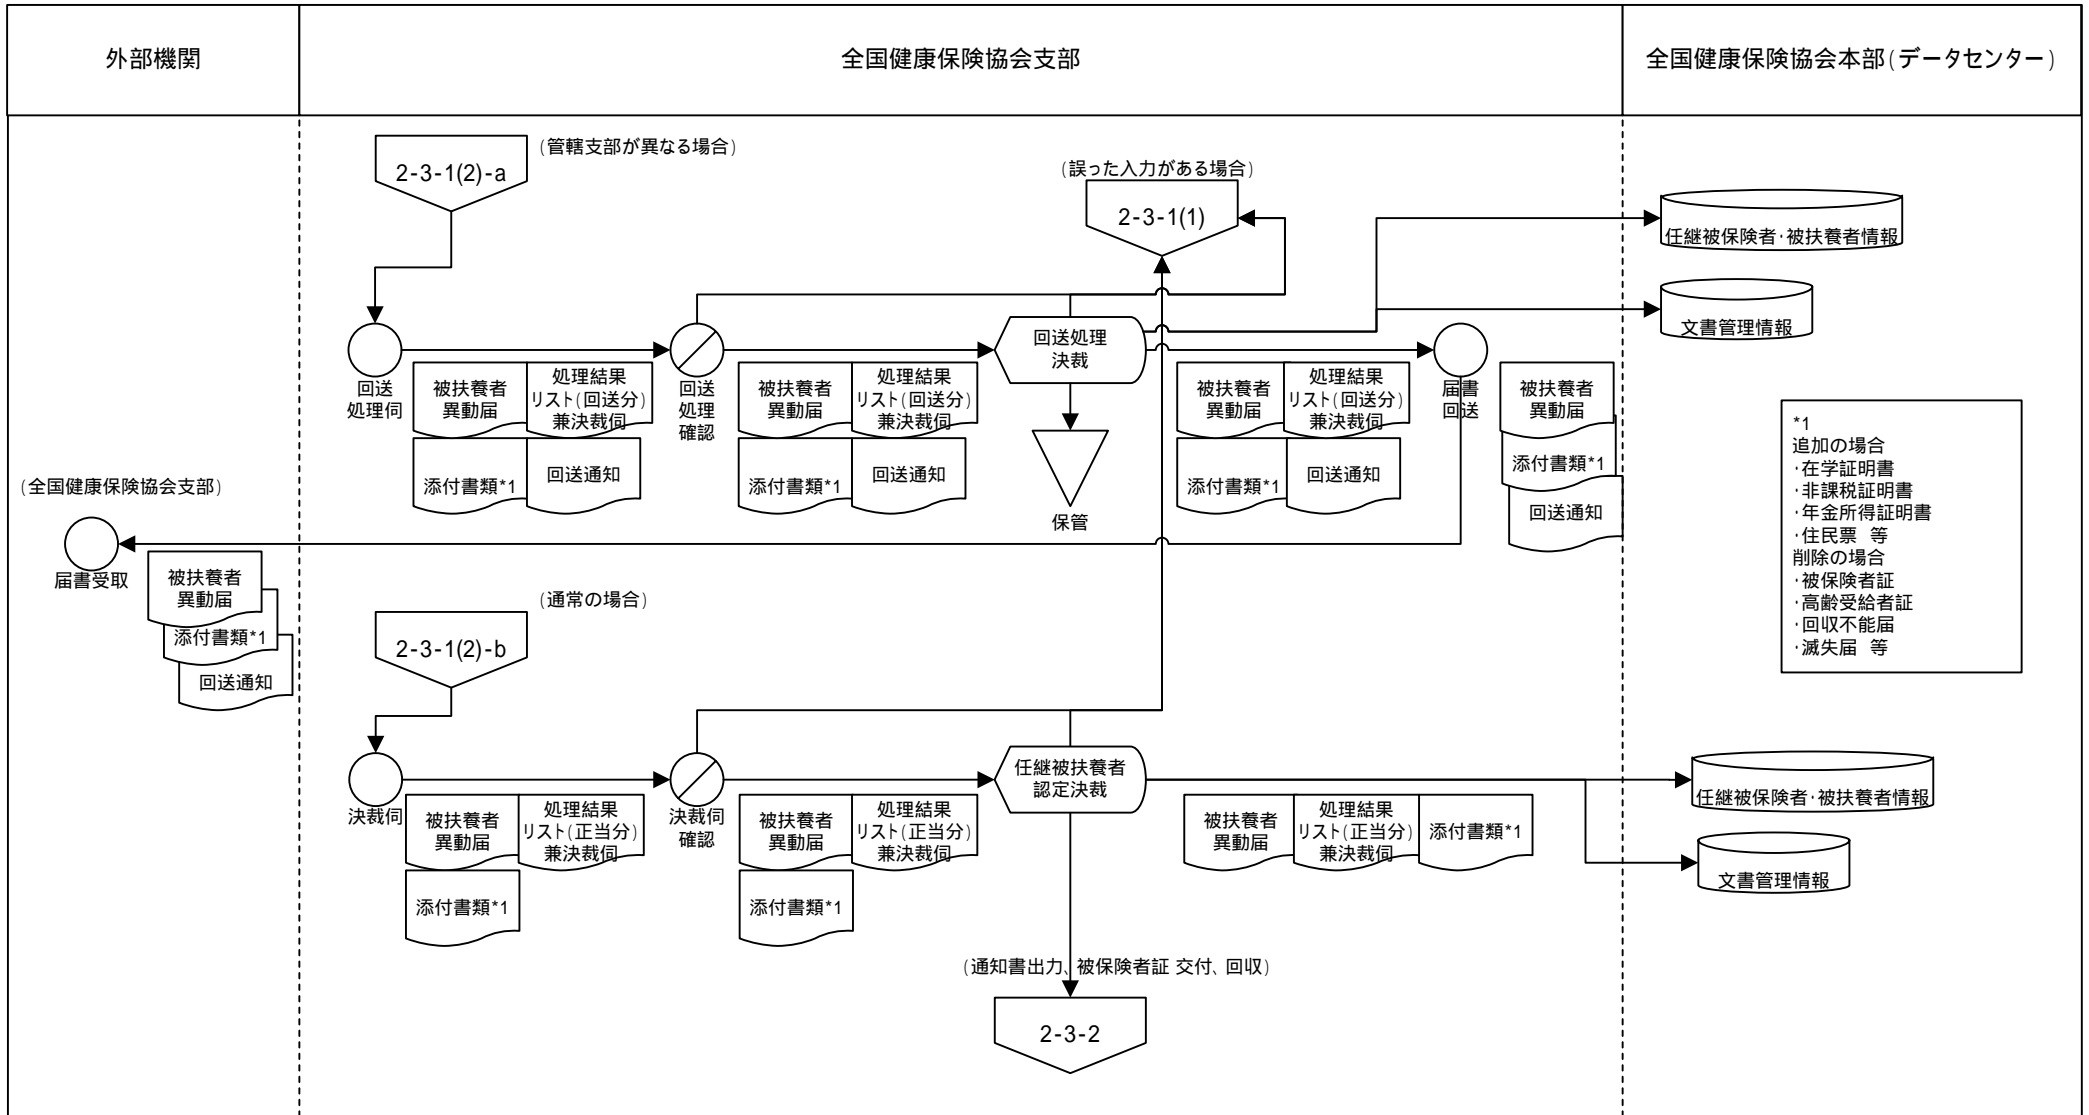 外部機関
全国健康保険協会支部
全国健康保険協会本部(データセンター)
2-3-1(2)-a
(管轄支部が異なる場合)
(誤った入力がある場合)
2-3-1(1)
任継被保険者・被扶養者情報
文書管理情報
回送
処理伺
被扶養者
異動届
処理結果
リスト(回送分)
兼決裁伺
添付書類*1
回送通知
回送
処理
確認
被扶養者
異動届
処理結果
リスト(回送分)
兼決裁伺
添付書類*1
回送通知
回送処理
決裁
保管
被扶養者
異動届
処理結果
リスト(回送分)
兼決裁伺
添付書類*1
回送通知
届書
回送
被扶養者
異動届
添付書類*1
回送通知
*1
追加の場合
・在学証明書
・非課税証明書
・年金所得証明書
・住民票 等
削除の場合
・被保険者証
・高齢受給者証
・回収不能届
・滅失届 等
(全国健康保険協会支部)
届書受取
被扶養者
異動届
添付書類*1
回送通知
(通常の場合)
2-3-1(2)-b
決裁伺
被扶養者
異動届
処理結果
リスト(正当分)
兼決裁伺
添付書類*1
決裁伺
確認
被扶養者
異動届
処理結果
リスト(正当分)
兼決裁伺
添付書類*1
任継被扶養者
認定決裁
被扶養者
異動届
処理結果
リスト(正当分)
兼決裁伺
添付書類*1
任継被保険者・被扶養者情報
文書管理情報
(通知書出力、被保険者証 交付、回収)
2-3-2